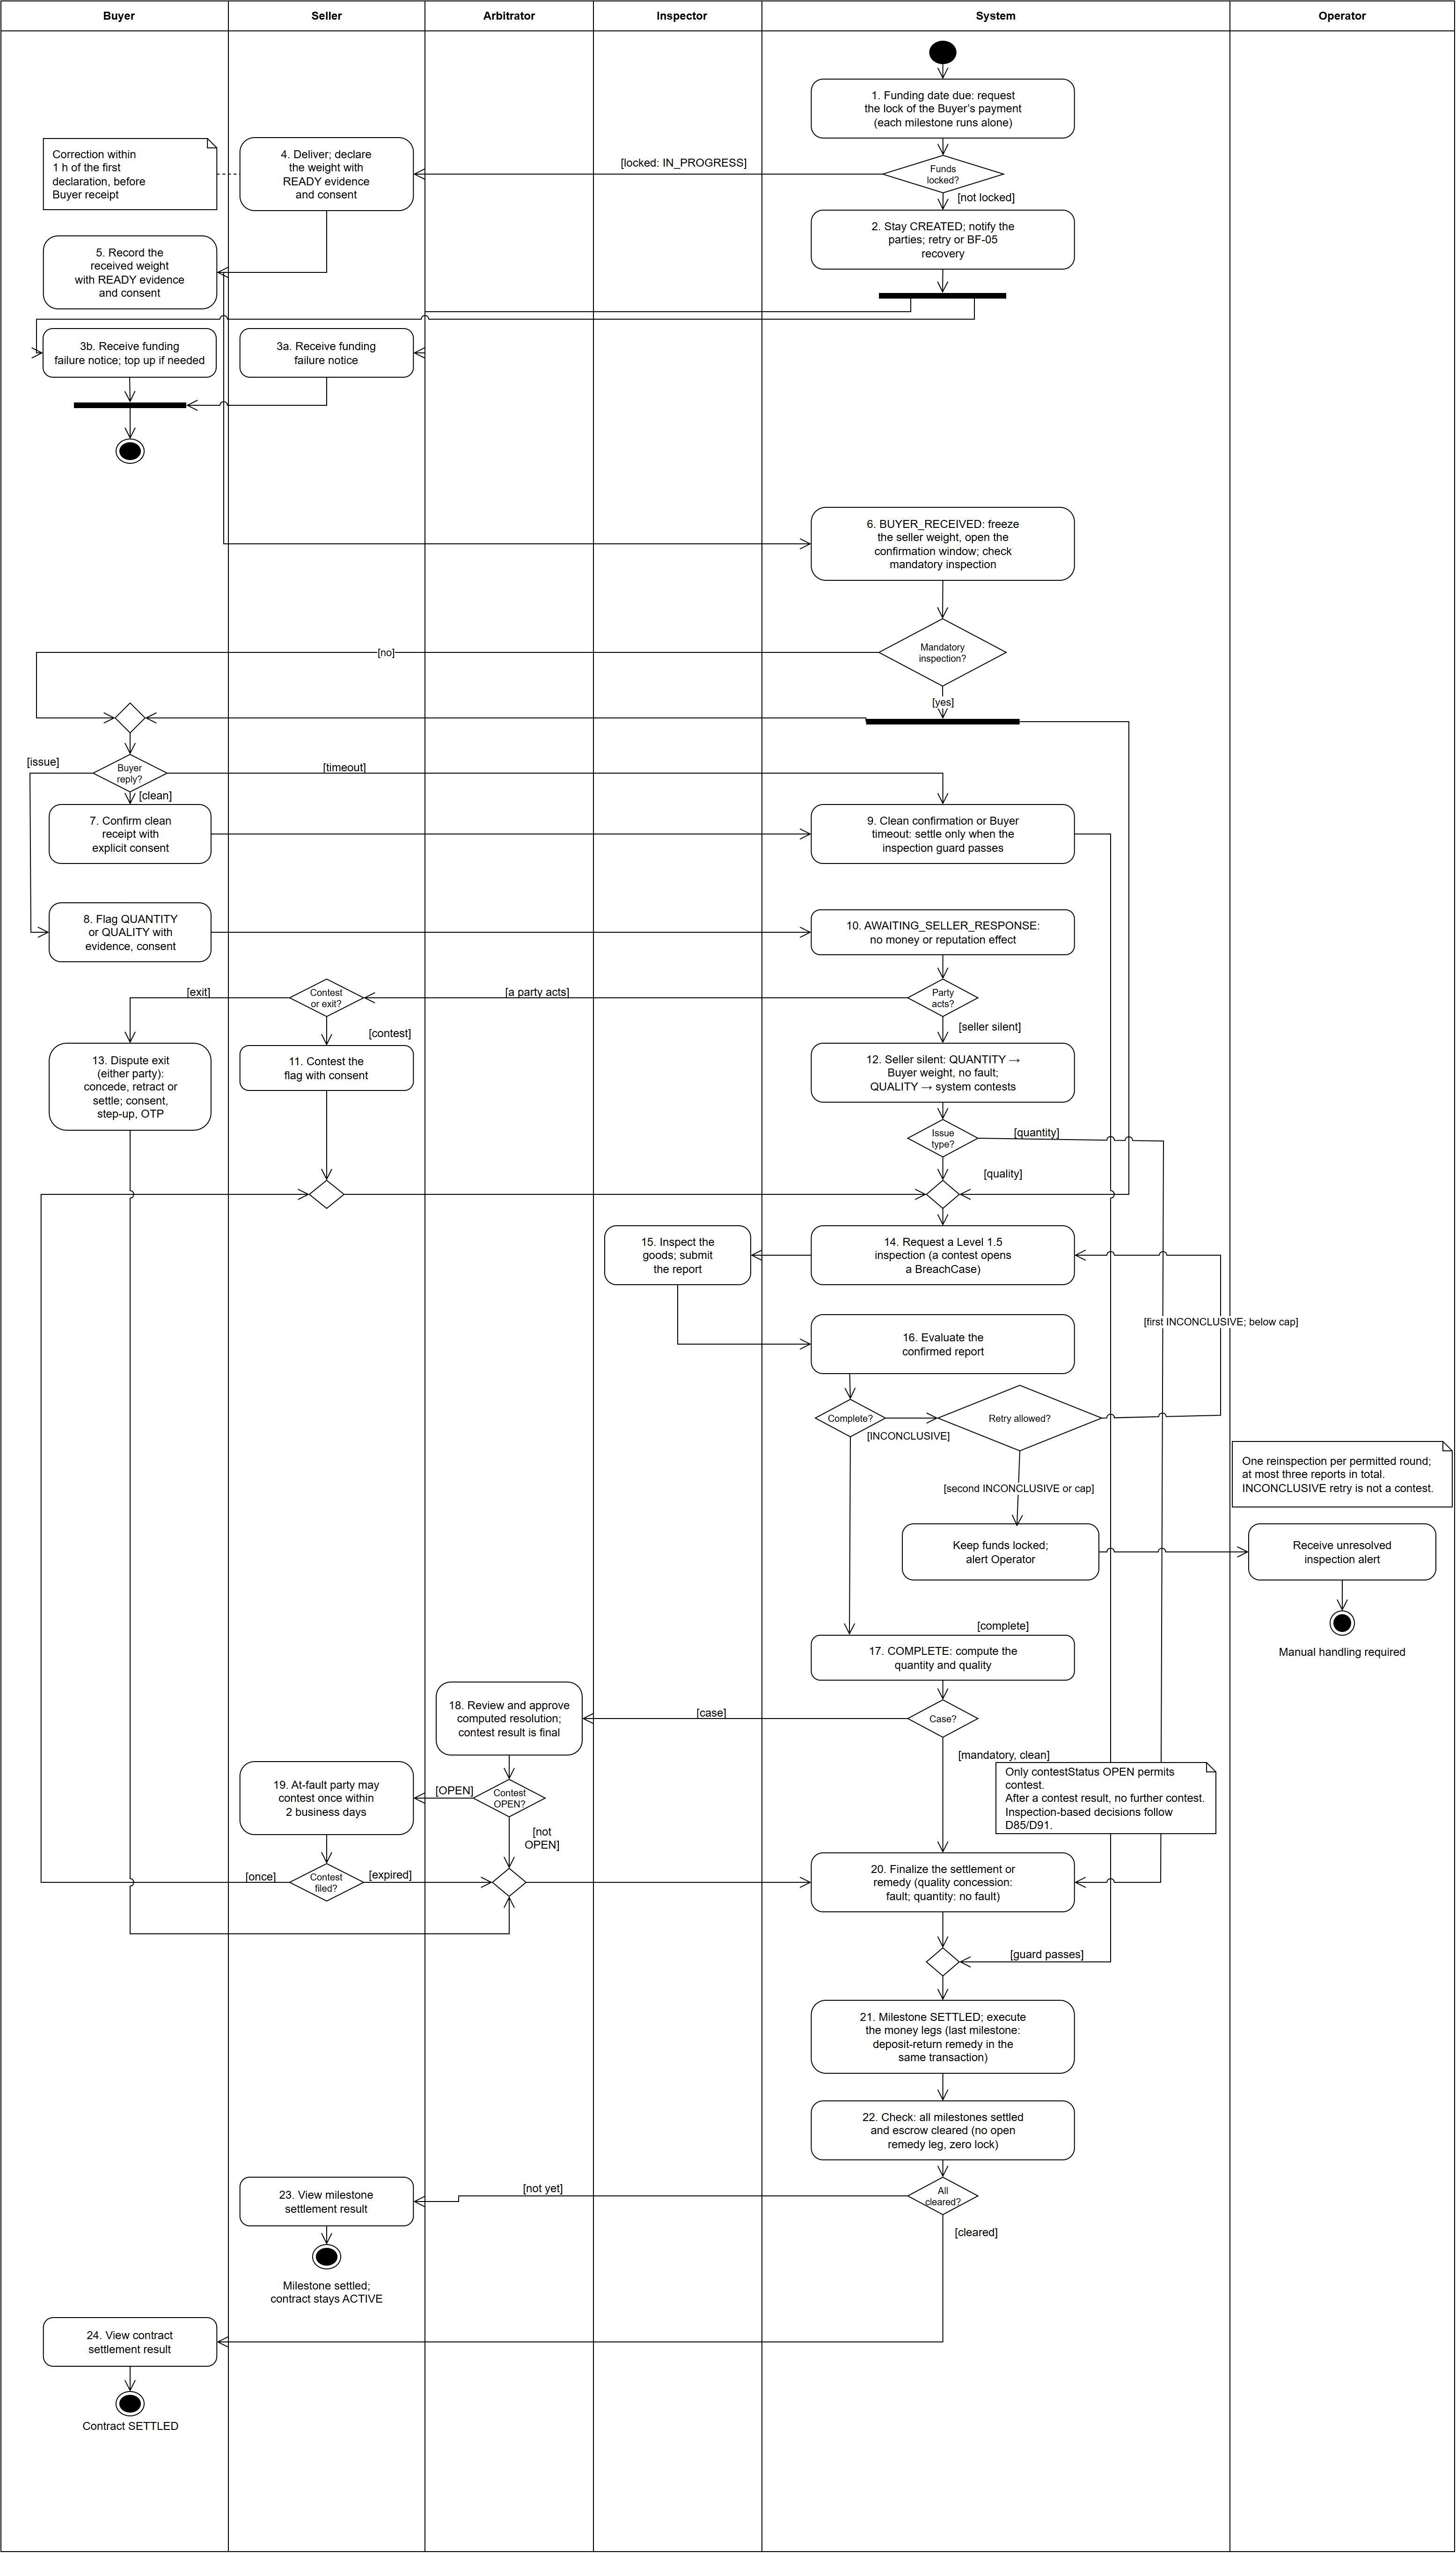 Buyer
Seller
Arbitrator
Inspector
System
Operator
1. Funding date due: request
the lock of the Buyer’s payment
(each milestone runs alone)
Correction within
1 h of the first
declaration, before
Buyer receipt
4. Deliver; declare
the weight with
READY evidence
and consent
[locked: IN_PROGRESS]
Funds
locked?
[not locked]
5. Record the
received weight
with READY evidence
and consent
2. Stay CREATED; notify the
parties; retry or BF-05
recovery
3b. Receive funding
failure notice; top up if needed
3a. Receive funding
failure notice
6. BUYER_RECEIVED: freeze
the seller weight, open the
confirmation window; check
mandatory inspection
[no]
Mandatory
inspection?
[yes]
[issue]
Buyer
reply?
[timeout]
[clean]
7. Confirm clean
receipt with
explicit consent
9. Clean confirmation or Buyer
timeout: settle only when the
inspection guard passes
8. Flag QUANTITY
or QUALITY with
evidence, consent
10. AWAITING_SELLER_RESPONSE:
no money or reputation effect
[exit]
Contest
or exit?
[a party acts]
Party
acts?
[contest]
[seller silent]
13. Dispute exit
(either party):
concede, retract or
settle; consent,
step-up, OTP
11. Contest the
flag with consent
12. Seller silent: QUANTITY →
Buyer weight, no fault;
QUALITY → system contests
Issue
type?
[quantity]
[quality]
15. Inspect the
goods; submit
the report
14. Request a Level 1.5
inspection (a contest opens
a BreachCase)
[first INCONCLUSIVE; below cap]
16. Evaluate the
confirmed report
Complete?
[INCONCLUSIVE]
Retry allowed?
[second INCONCLUSIVE or cap]
One reinspection per permitted round;
at most three reports in total.
INCONCLUSIVE retry is not a contest.
Keep funds locked;
alert Operator
Receive unresolved
inspection alert
Manual handling required
[complete]
17. COMPLETE: compute the
quantity and quality
18. Review and approve
computed resolution;
contest result is final
[case]
Case?
[mandatory, clean]
Only contestStatus OPEN permits
contest.
After a contest result, no further contest.
Inspection-based decisions follow
D85/D91.
19. At-fault party may
contest once within
2 business days
[OPEN]
Contest
OPEN?
[not
OPEN]
[once]
Contest
filed?
[expired]
20. Finalize the settlement or
remedy (quality concession:
fault; quantity: no fault)
[guard passes]
21. Milestone SETTLED; execute
the money legs (last milestone:
deposit-return remedy in the
same transaction)
22. Check: all milestones settled
and escrow cleared (no open
remedy leg, zero lock)
23. View milestone
settlement result
[not yet]
All
cleared?
[cleared]
Milestone settled;
contract stays ACTIVE
24. View contract
settlement result
Contract SETTLED